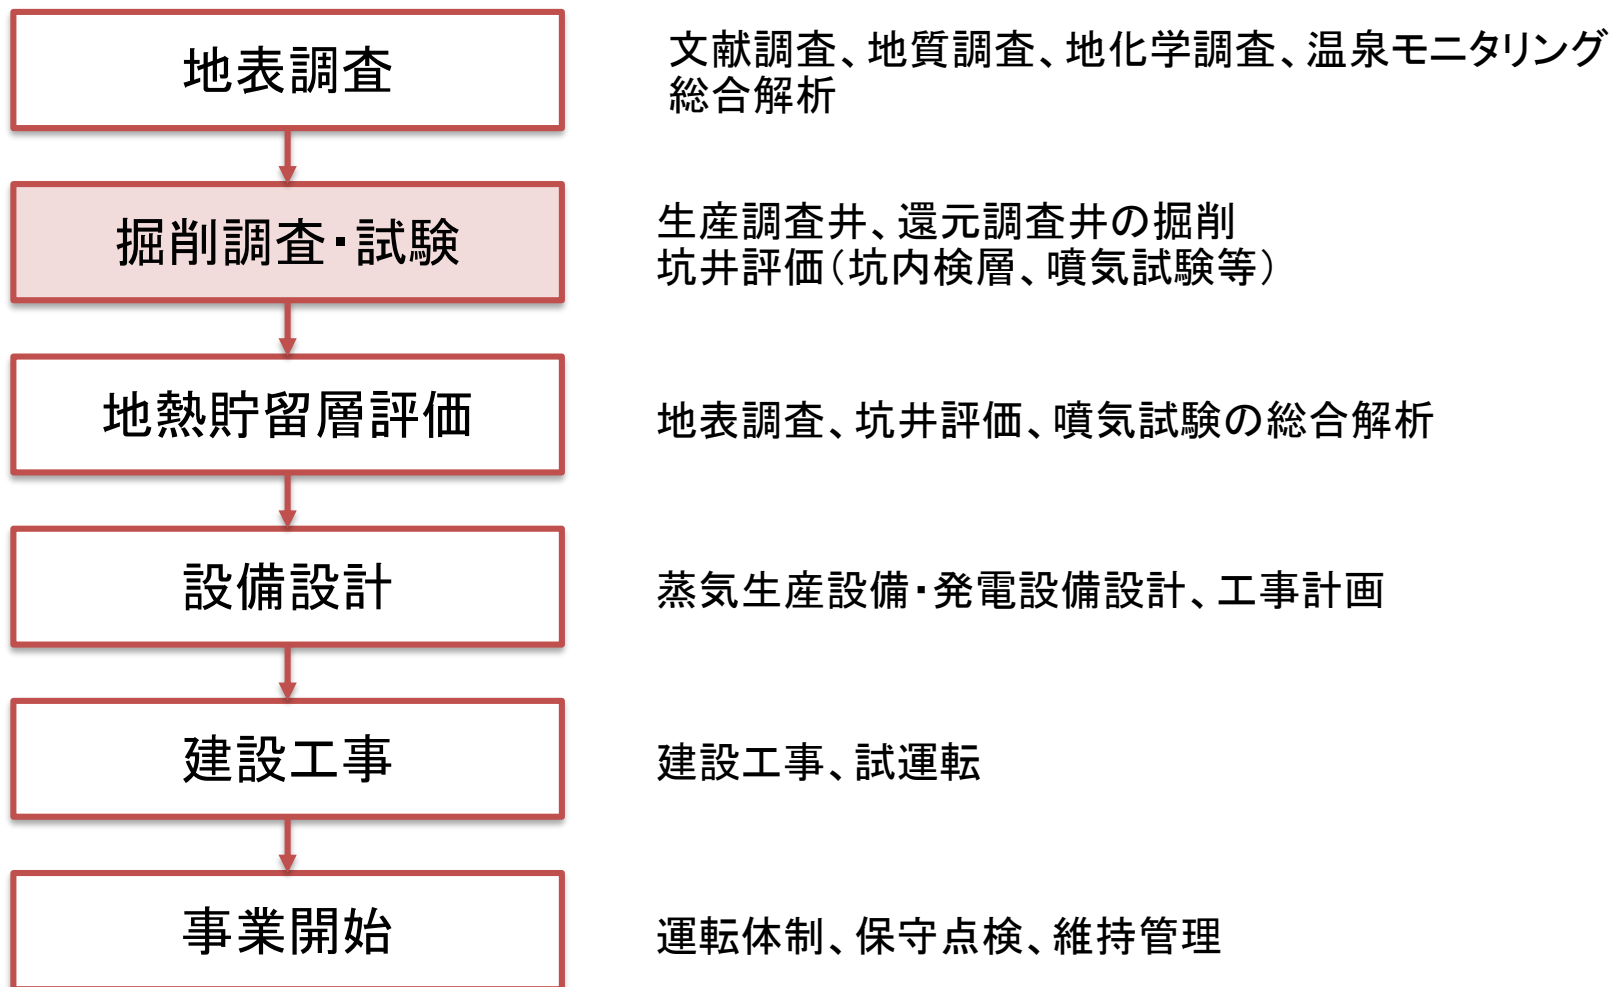 地表調査
文献調査、地質調査、地化学調査、温泉モニタリング
総合解析
掘削調査・試験
生産調査井、還元調査井の掘削
坑井評価（坑内検層、噴気試験等）
地熱貯留層評価
地表調査、坑井評価、噴気試験の総合解析
設備設計
蒸気生産設備・発電設備設計、工事計画
建設工事
建設工事、試運転
事業開始
運転体制、保守点検、維持管理